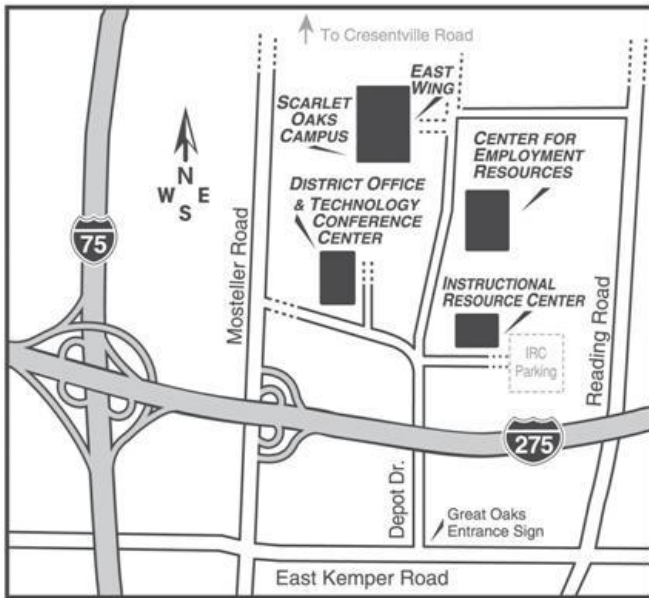 To Cresentville Road
EAST
WING
SCARLET
OAKS
CAMPUS
CENTER FOR
EMPLOYMENT
RESOURCES
N
W E
S
DISTRICT OFFICE
& TECHNOLOGY
CONFERENCE
CENTER
75
Mosteller Road
INSTRUCTIONAL
RESOURCE CENTER
IRC
Parking
Reading Road
275
Depot Dr.
Great Oaks
Entrance Sign
East Kemper Road